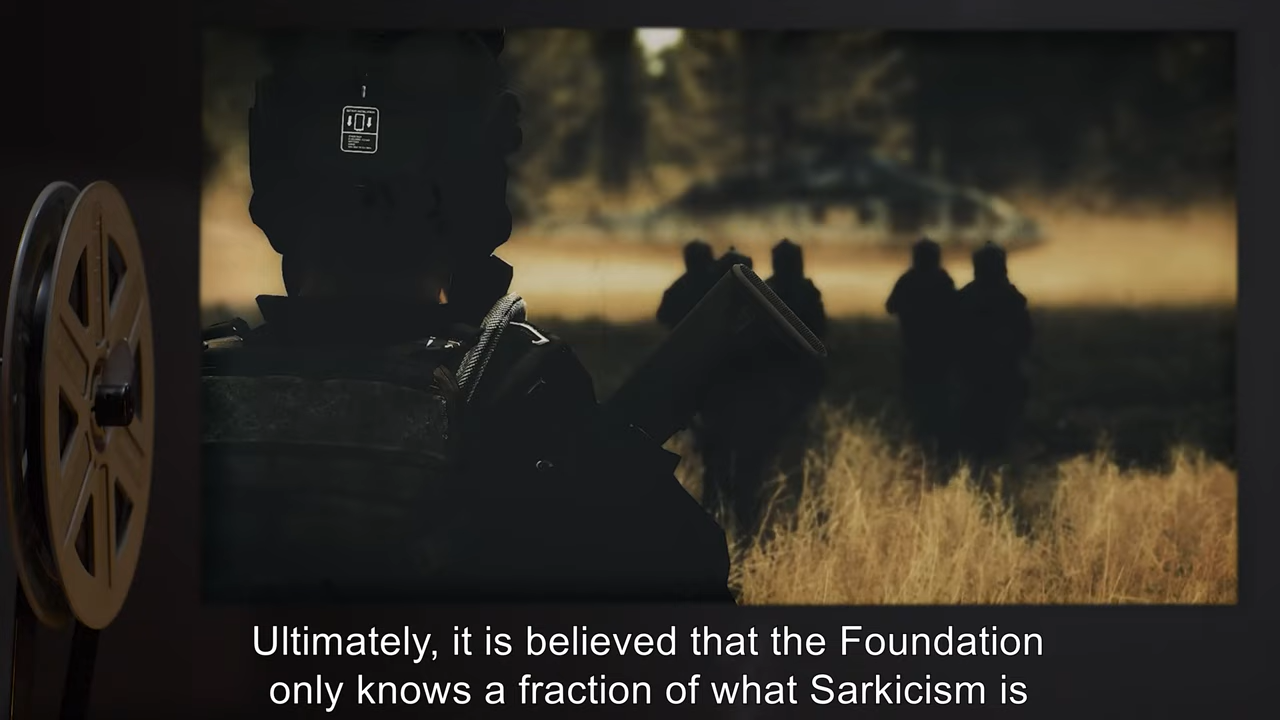 Ultimately, it is believed that the Foundation
only knows a fraction of what Sarkicism is